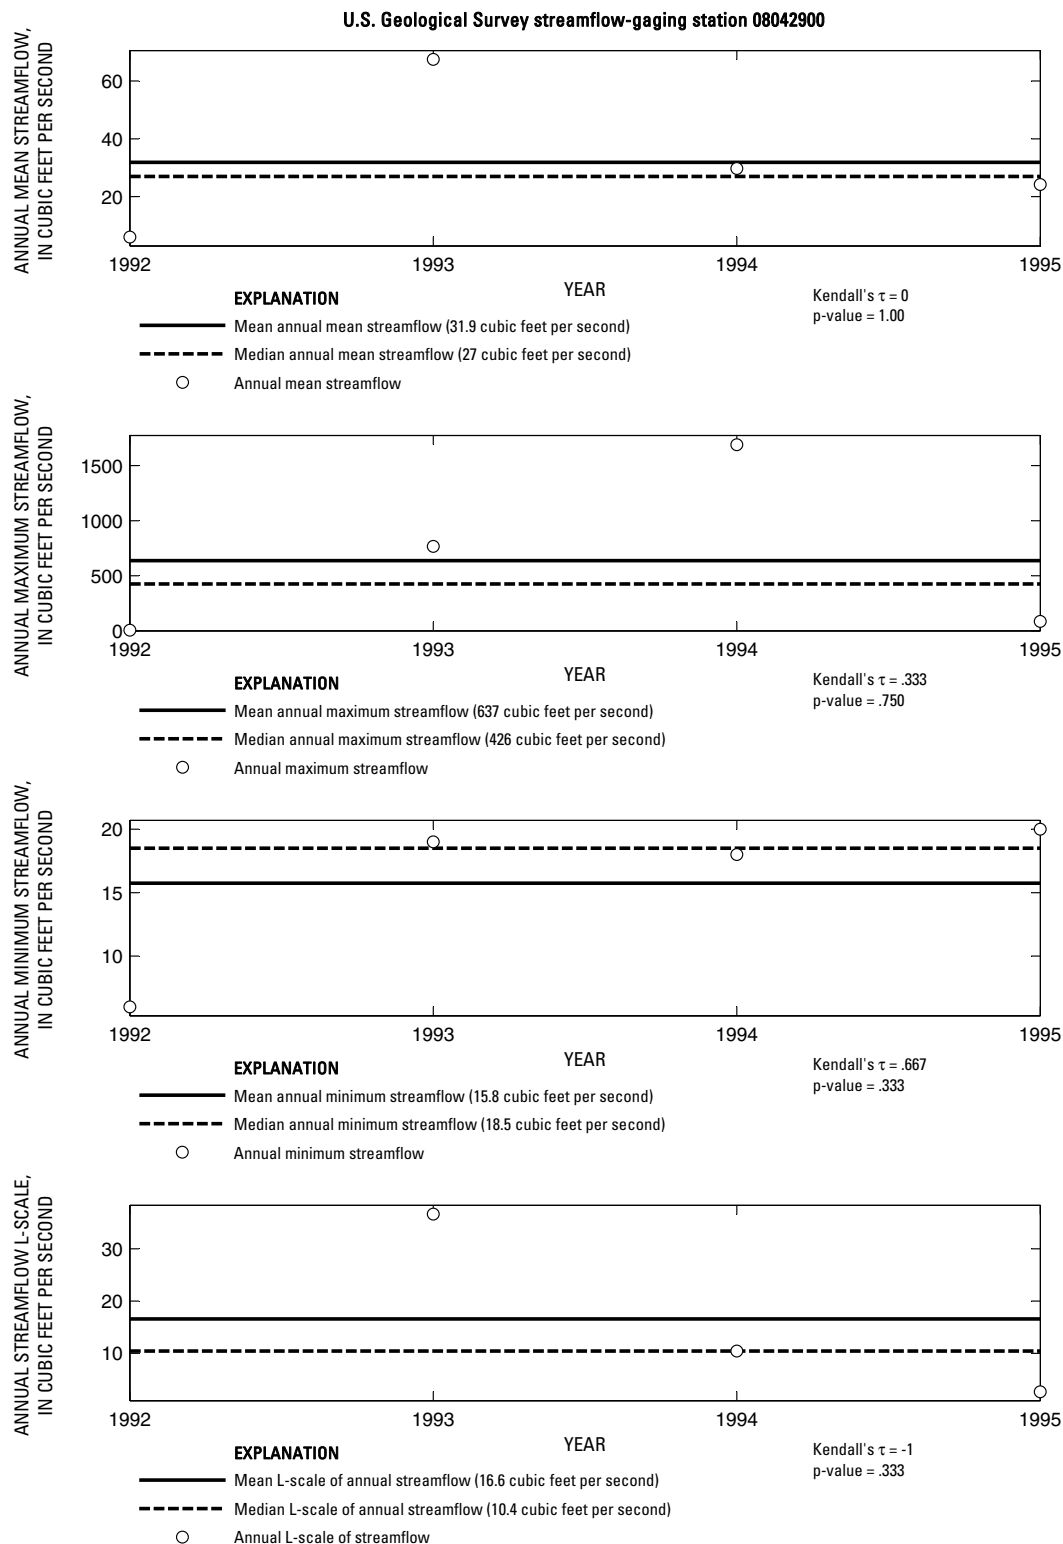 U.S. Geological Survey streamflow-gaging station 08042900
ANNUAL MEAN STREAMFLOW,
IN CUBIC FEET PER SECOND
60
40
20
1992
1993
1994
1995
YEAR
Kendall's τ = 0
p-value = 1.00
EXPLANATION
Mean annual mean streamflow (31.9 cubic feet per second)
Median annual mean streamflow (27 cubic feet per second)
Annual mean streamflow
ANNUAL MAXIMUM STREAMFLOW,
IN CUBIC FEET PER SECOND
1500
1000
500
0
1992
1993
1994
1995
YEAR
Kendall's τ = .333
p-value = .750
EXPLANATION
Mean annual maximum streamflow (637 cubic feet per second)
Median annual maximum streamflow (426 cubic feet per second)
Annual maximum streamflow
ANNUAL MINIMUM STREAMFLOW,
IN CUBIC FEET PER SECOND
20
15
10
1992
1993
1994
1995
YEAR
Kendall's τ = .667
p-value = .333
EXPLANATION
Mean annual minimum streamflow (15.8 cubic feet per second)
Median annual minimum streamflow (18.5 cubic feet per second)
Annual minimum streamflow
ANNUAL STREAMFLOW L-SCALE,
IN CUBIC FEET PER SECOND
30
20
10
1992
1993
1994
1995
YEAR
Kendall's τ = -1
p-value = .333
EXPLANATION
Mean L-scale of annual streamflow (16.6 cubic feet per second)
Median L-scale of annual streamflow (10.4 cubic feet per second)
Annual L-scale of streamflow